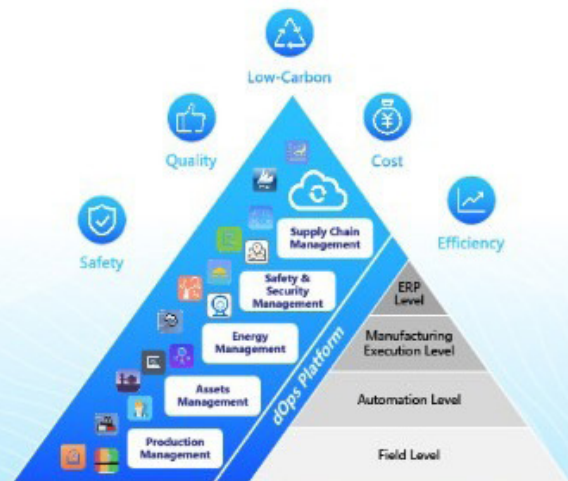 Low-Carbon
Quality
Cost
Safety
Efficiency
Supply Chain
Management
Safety &
Security
Management
Energy
Management
Assets
Management
Production
Management
dOps Platform
ERP
Level
Manufacturing
Execution Level
Automation Level
Field Level